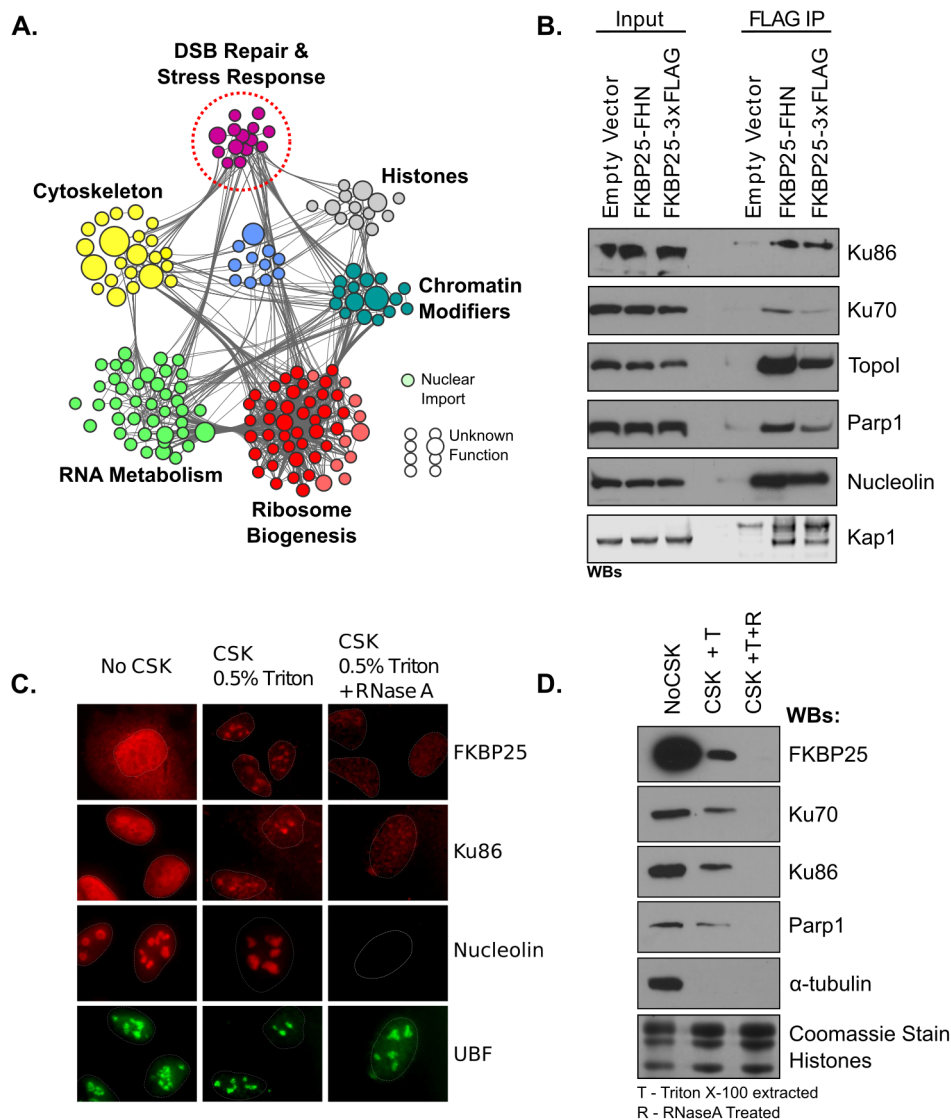 A.
DSB Repair &
Stress Response
Cytoskeleton
Histones
Chromatin
Modifiers
Nuclear
Import
Unknown
Function
RNA Metabolism
Ribosome
Biogenesis
B.
Input
FLAG IP
Empty Vector
FKBP25-FHN
FKBP25-3xFLAG
Empty Vector
FKBP25-FHN
FKBP25-3xFLAG
Ku86
Ku70
TopoI
Parp1
Nucleolin
Kap1
WBs
C.
No CSK
CSK
0.5% Triton
CSK
0.5% Triton
+RNase A
FKBP25
Ku86
Nucleolin
UBF
D.
NoCSK
CSK + T
CSK +T+R
WBs:
FKBP25
Ku70
Ku86
Parp1
α-tubulin
Coomassie Stain
Histones
T - Triton X-100 extracted
R - RNaseA Treated